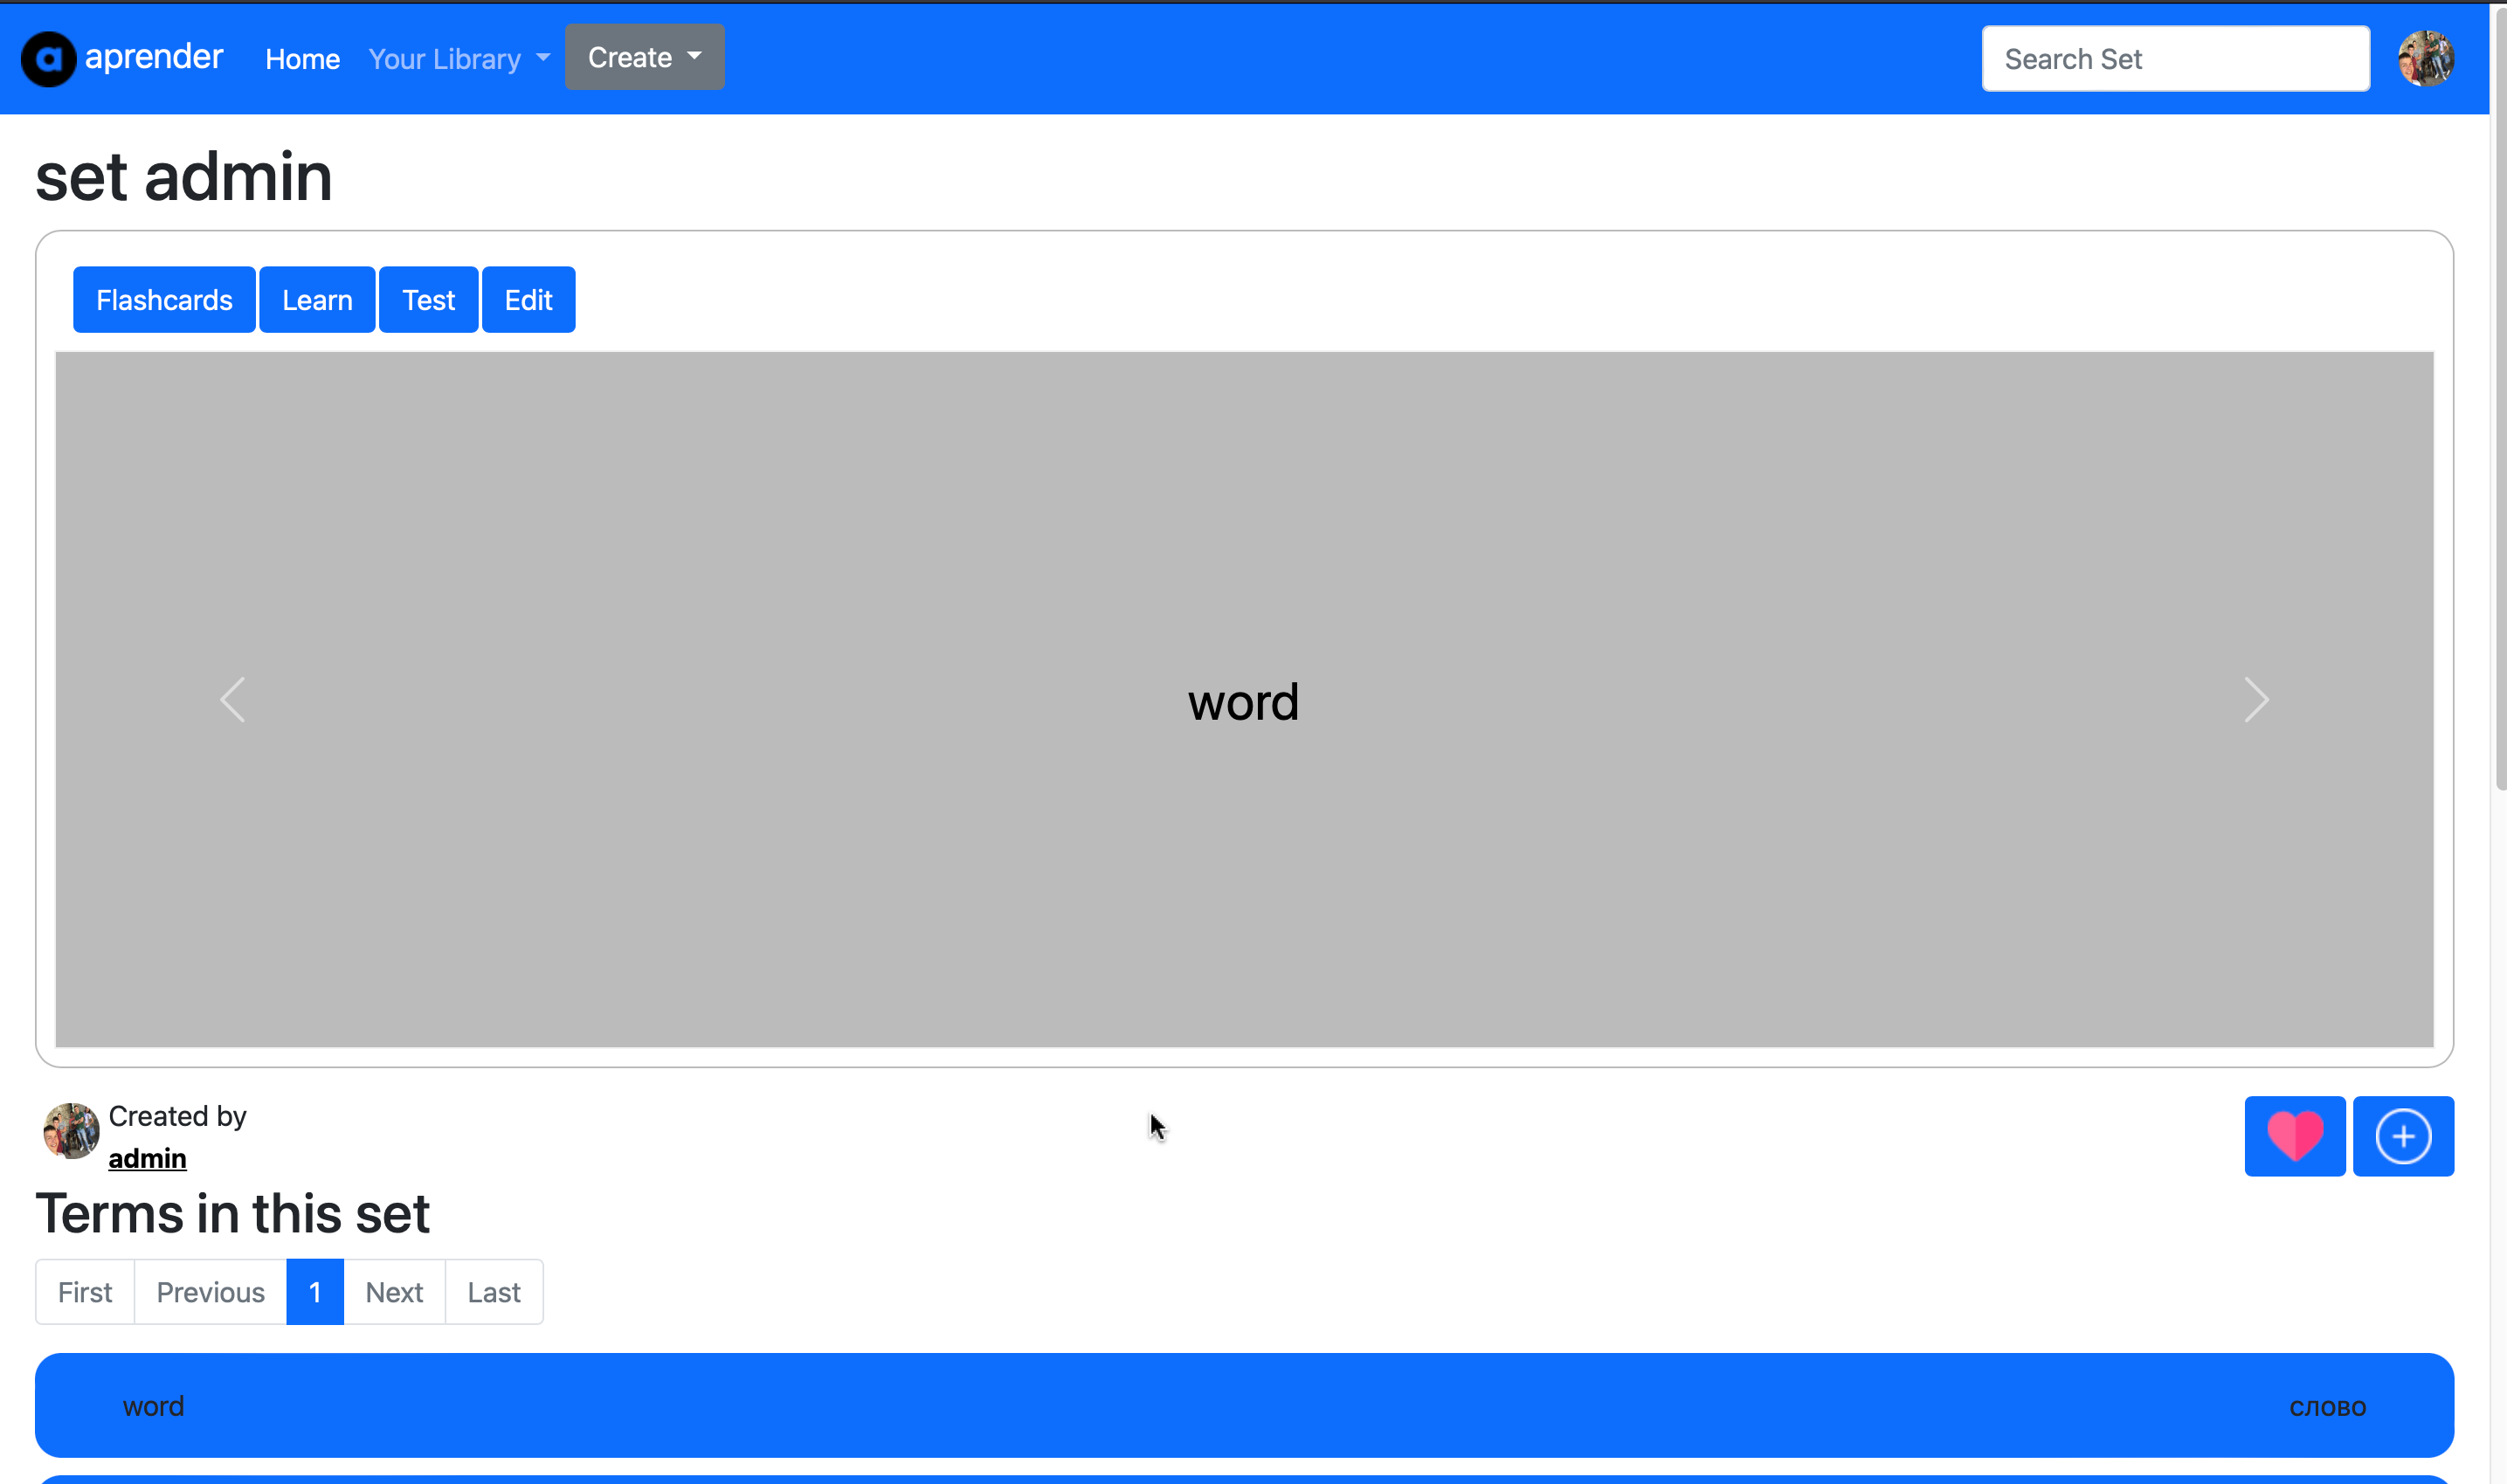 a aprender Home Your Library Create Search Set
set admin
Flashcards Learn Test Edit
word
Created by
admin
Terms in this set
First Previous 1 Next Last
word слово